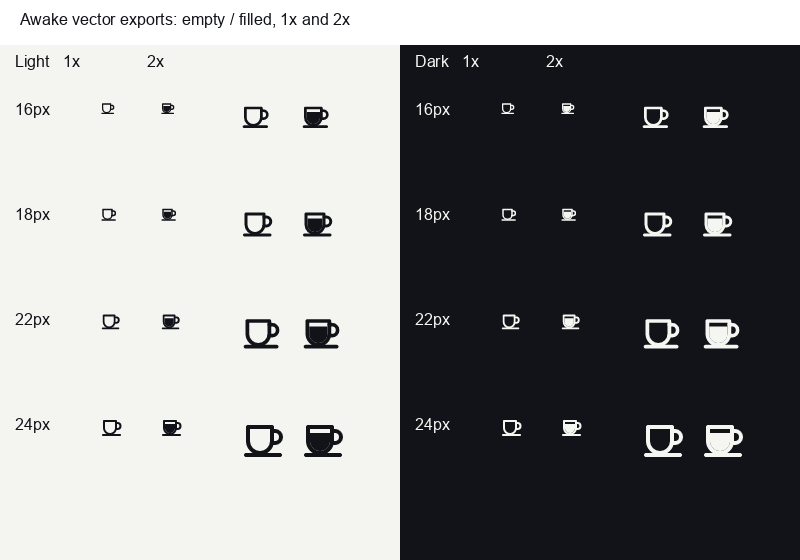 Awake vector exports: empty / filled, 1x and 2x
Light 1x 2x
16px
18px
22px
24px
Dark 1x 2x
16px
18px
22px
24px